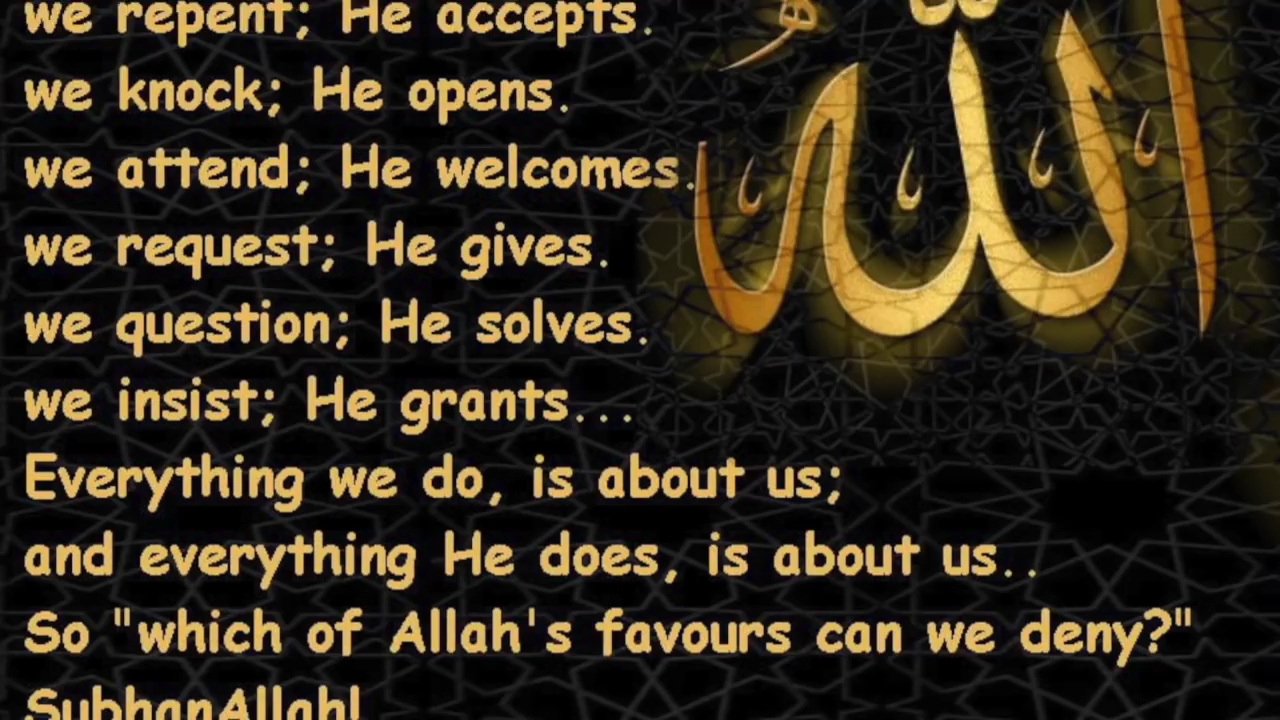 we repent; He accepts.
we knock; He opens.
we attend; He welcomes.
we request; He gives.
we question; He solves.
we insist; He grants...
Everything we do, is about us;
and everything He does, is about us..
So "which of Allah's favours can we deny?"
SubhanAllah!
الله